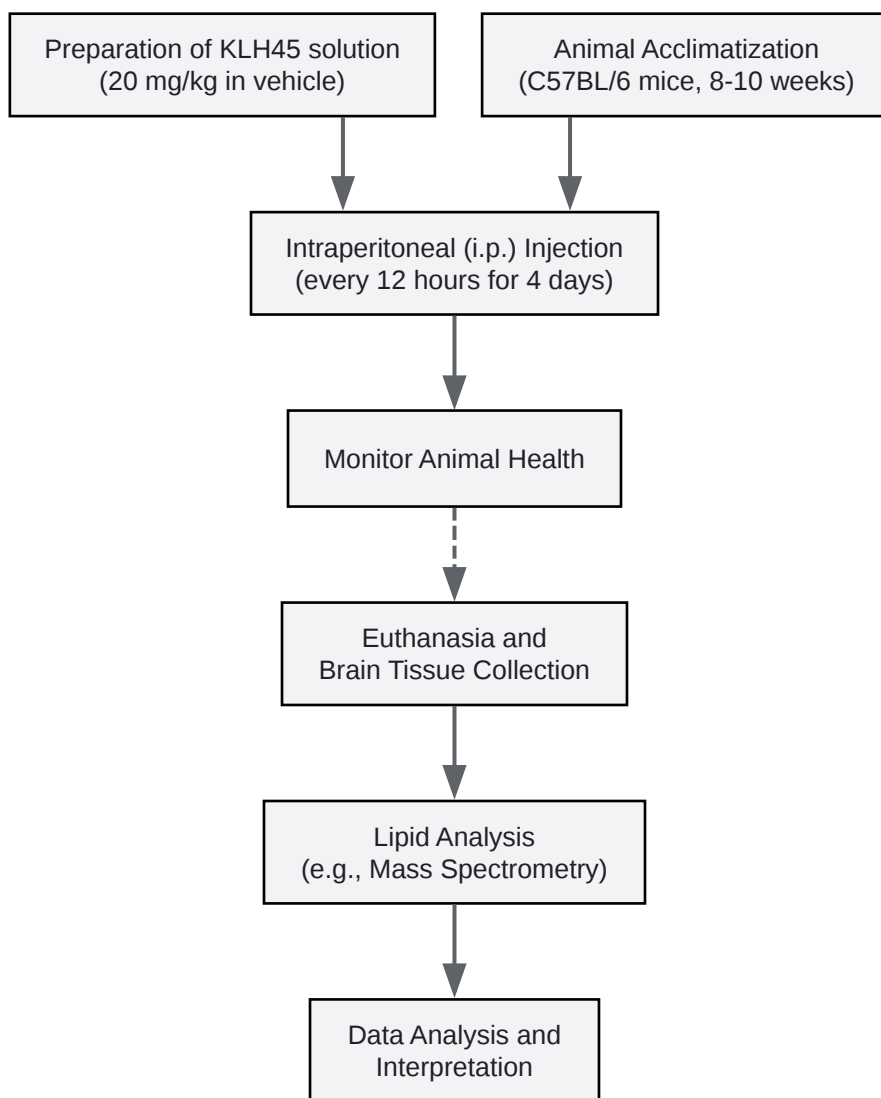 Preparation of KLH45 solution
(20 mg/kg in vehicle)
Animal Acclimatization
(C57BL/6 mice, 8-10 weeks)
Intraperitoneal (i.p.) Injection
(every 12 hours for 4 days)
Monitor Animal Health
Euthanasia and
Brain Tissue Collection
Lipid Analysis
(e.g., Mass Spectrometry)
Data Analysis and
Interpretation